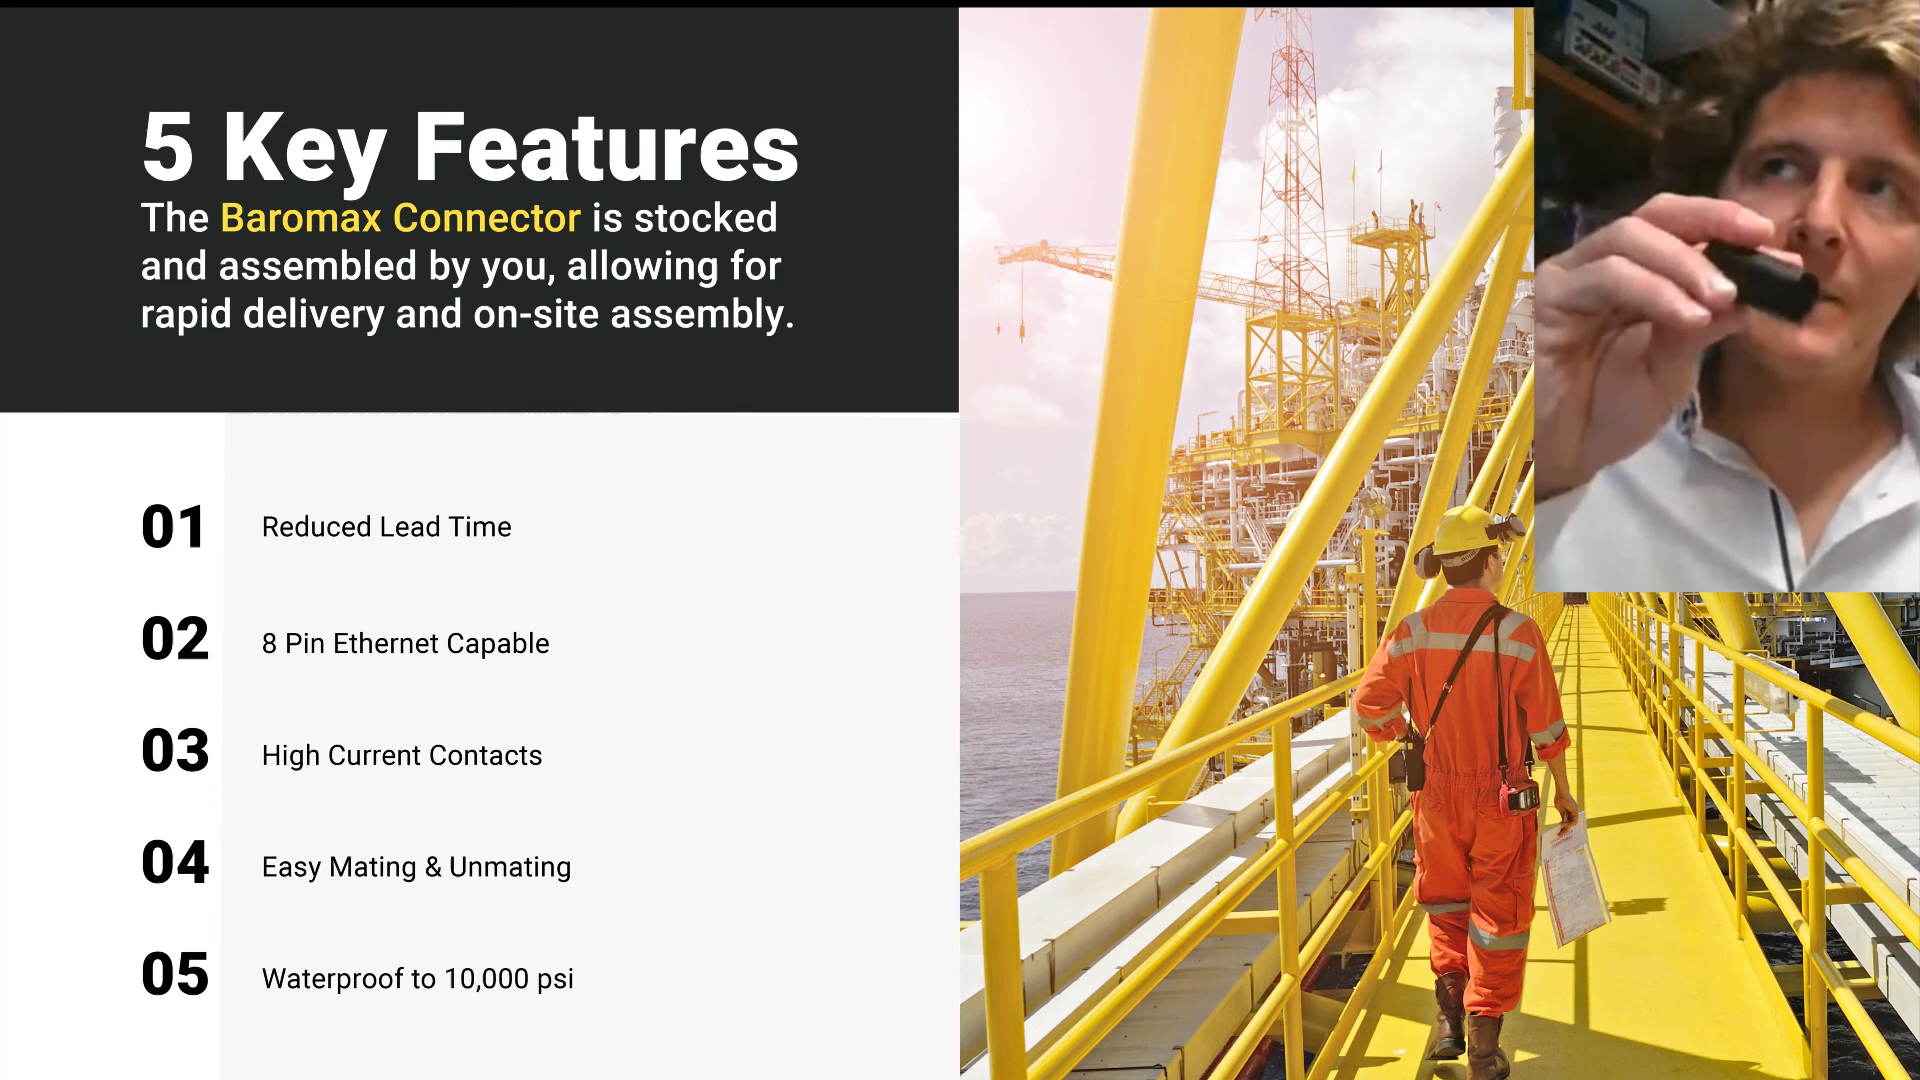 5 Key Features
The Baromax Connector is stocked
and assembled by you, allowing for
rapid delivery and on-site assembly.
01 Reduced Lead Time
02 8 Pin Ethernet Capable
03 High Current Contacts
04 Easy Mating & Unmating
05 Waterproof to 10,000 psi